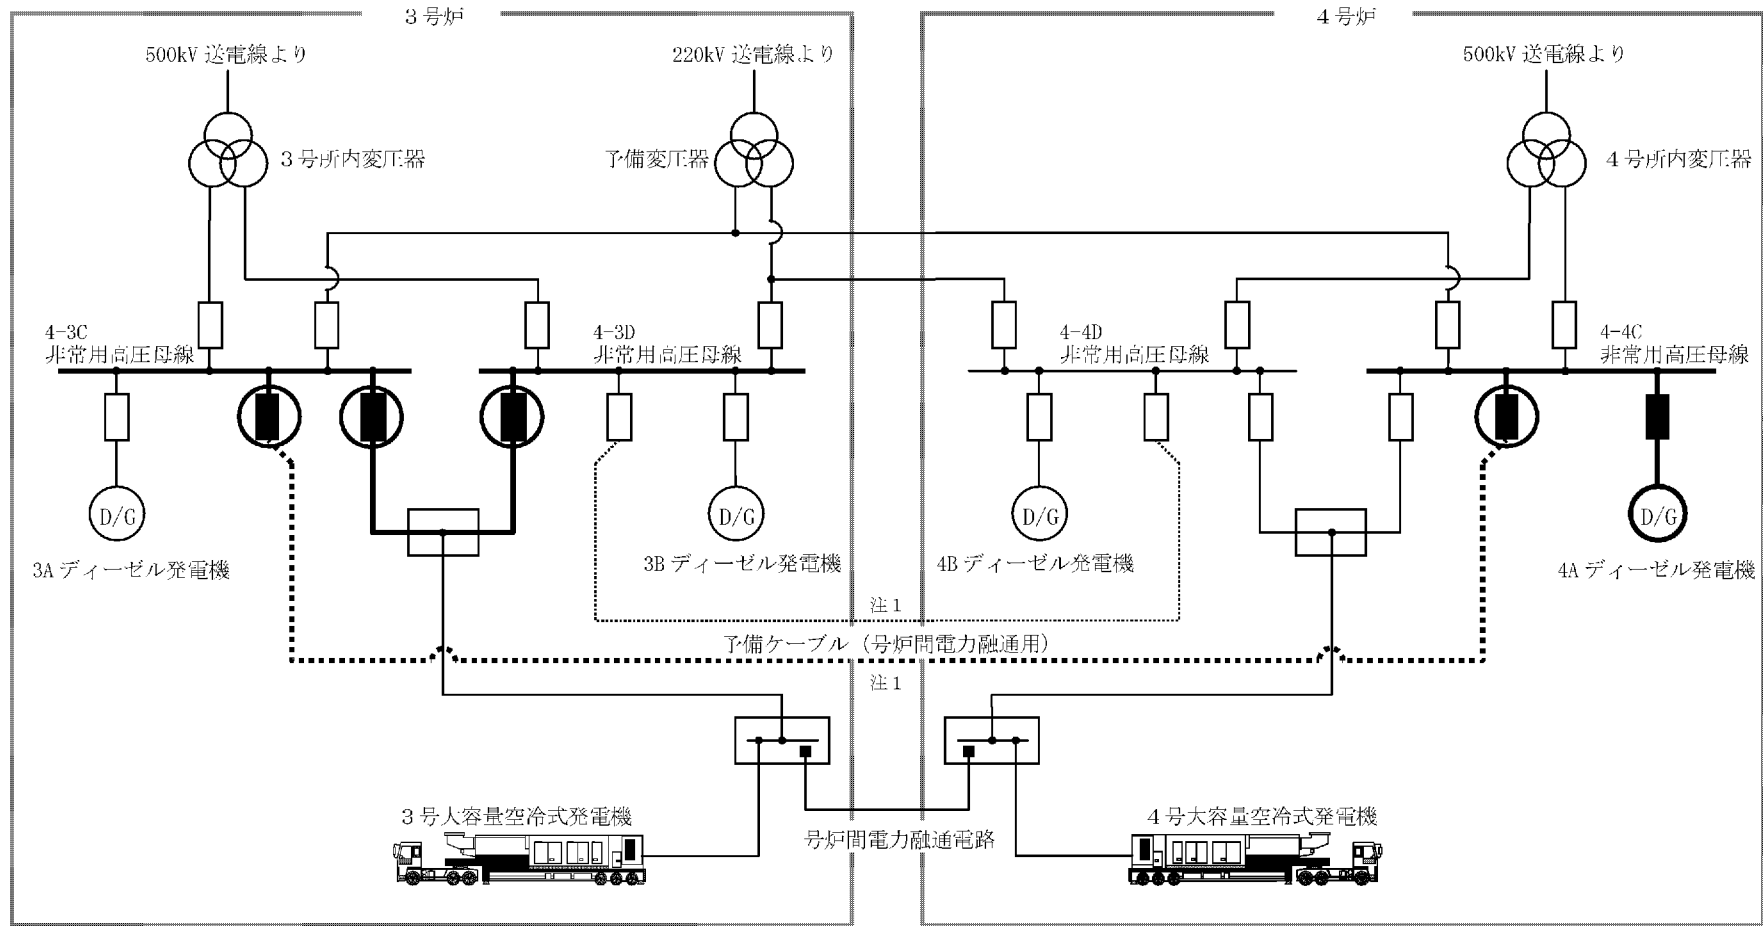 ３号炉
４号炉
500kV 送電線より
220kV 送電線より
500kV 送電線より
３号所内変圧器
予備変圧器
４号所内変圧器
4-3C
非常用高圧母線
4-3D
非常用高圧母線
4-4D
非常用高圧母線
4-4C
非常用高圧母線
D/G
D/G
D/G
D/G
3A ディーゼル発電機
3B ディーゼル発電機
4B ディーゼル発電機
4A ディーゼル発電機
注１
予備ケーブル（号炉間電力融通用）
注１
３号大容量空冷式発電機
号炉間電力融通電路
４号大容量空冷式発電機